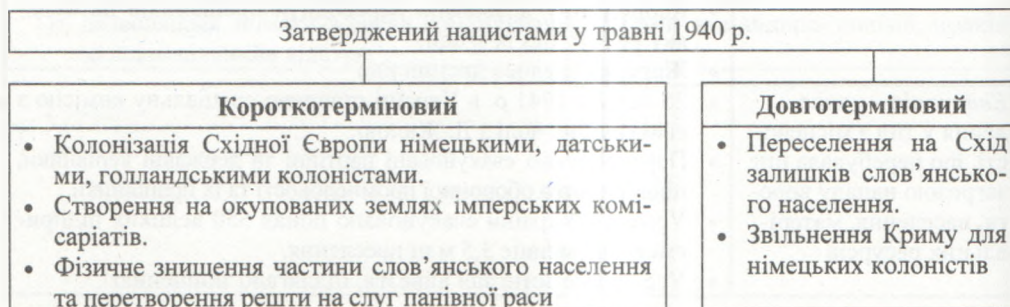 Затверджений нацистами у травні 1940 р.
Короткотерміновий
• Колонізація Східної Європи німецькими, датськи-
ми, голландськими колоністами.
• Створення на окупованих землях імперських комі-
саріатів.
• Фізичне знищення частини слов’янського населення
та перетворення решти на слуг панівної раси
Довготерміновий
• Переселення на Схід
залишків слов’янсько-
го населення.
• Звільнення Криму для
німецьких колоністів